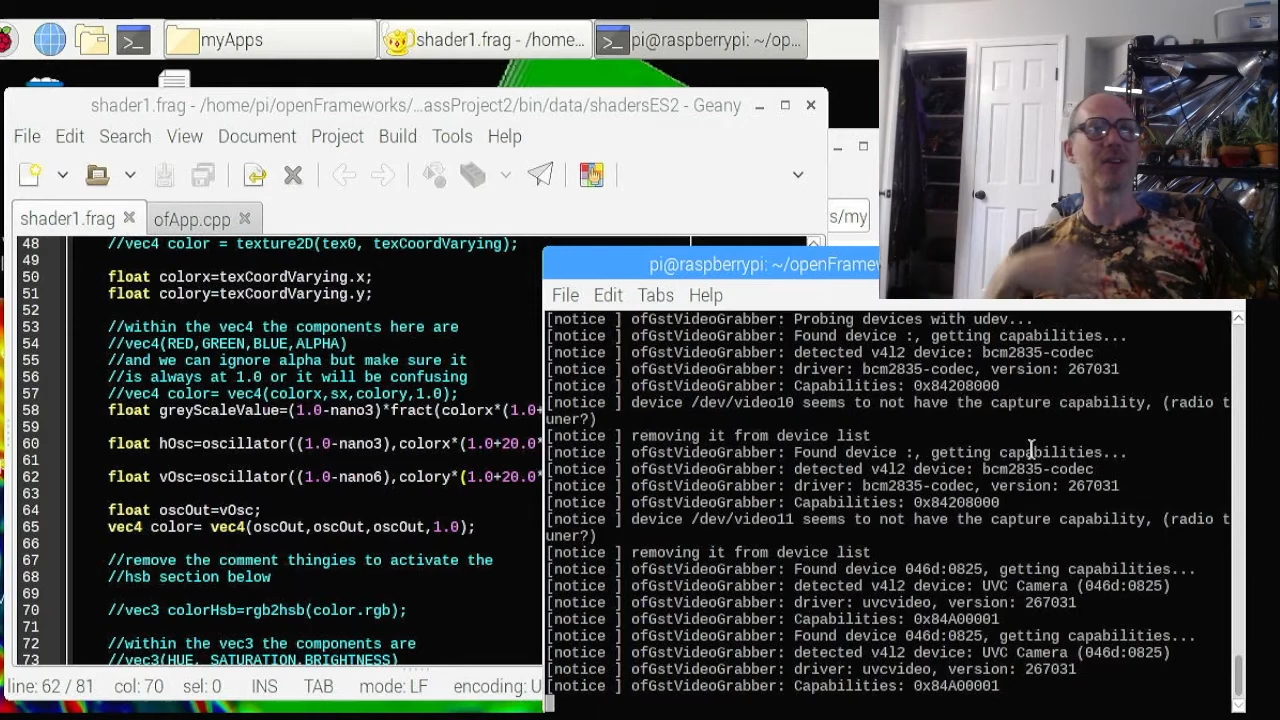 myApps
shader1.frag - /home...
pi@raspberrypi: ~/op...
shader1.frag - /home/pi/openFrameworks/...assProject2/bin/data/shadersES2 - Geany
File Edit Search View Document Project Build Tools Help
shader1.frag
ofApp.cpp
s/my
48 //vec4 color = texture2D(tex0, texCoordVarying);
49
50 float colorx=texCoordVarying.x;
51 float colory=texCoordVarying.y;
52
53 //within the vec4 the components here are
54 //vec4(RED,GREEN,BLUE,ALPHA)
55 //and we can ignore alpha but make sure it
56 //is always at 1.0 or it will be confusing
57 //vec4 color= vec4(colorx,sx,colory,1.0);
58 float greyScaleValue=(1.0-nano3)*fract(colorx*(1.0+
59
60 float hOsc=oscillator((1.0-nano3),colorx*(1.0+20.0*
61
62 float vOsc=oscillator((1.0-nano6),colory*(1.0+20.0*
63
64 float oscOut=vOsc;
65 vec4 color= vec4(oscOut,oscOut,oscOut,1.0);
66
67 //remove the comment thingies to activate the
68 //hsb section below
69
70 //vec3 colorHsb=rgb2hsb(color.rgb);
71
72 //within the vec3 the components are
73 //vec3(HUE, SATURATION,BRIGHTNESS)
line: 62 / 81 col: 70 sel: 0 INS TAB mode: LF encoding: U
pi@raspberrypi: ~/openFramew
File Edit Tabs Help
[notice ] ofGstVideoGrabber: Probing devices with udev...
[notice ] ofGstVideoGrabber: Found device :, getting capabilities...
[notice ] ofGstVideoGrabber: detected v4l2 device: bcm2835-codec
[notice ] ofGstVideoGrabber: driver: bcm2835-codec, version: 267031
[notice ] ofGstVideoGrabber: Capabilities: 0x84208000
[notice ] ofGstVideoGrabber: device /dev/video10 seems to not have the capture capability, (radio t
uner?)
[notice ] removing it from device list
[notice ] ofGstVideoGrabber: Found device :, getting capabilities...
[notice ] ofGstVideoGrabber: detected v4l2 device: bcm2835-codec
[notice ] ofGstVideoGrabber: driver: bcm2835-codec, version: 267031
[notice ] ofGstVideoGrabber: Capabilities: 0x84208000
[notice ] device /dev/video11 seems to not have the capture capability, (radio t
uner?)
[notice ] removing it from device list
[notice ] ofGstVideoGrabber: Found device 046d:0825, getting capabilities...
[notice ] ofGstVideoGrabber: detected v4l2 device: UVC Camera (046d:0825)
[notice ] ofGstVideoGrabber: driver: uvcvideo, version: 267031
[notice ] ofGstVideoGrabber: Capabilities: 0x84A00001
[notice ] ofGstVideoGrabber: Found device 046d:0825, getting capabilities...
[notice ] ofGstVideoGrabber: detected v4l2 device: UVC Camera (046d:0825)
[notice ] ofGstVideoGrabber: driver: uvcvideo, version: 267031
[notice ] ofGstVideoGrabber: Capabilities: 0x84A00001